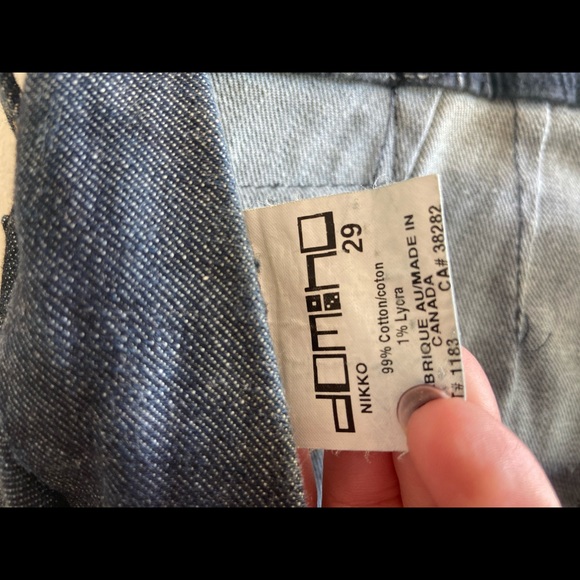 domino
NIKKO 29
99% Cotton/coton
1% Lycra
BRIQUE AU/MADE IN
CANADA
T# 1183 CA# 38282